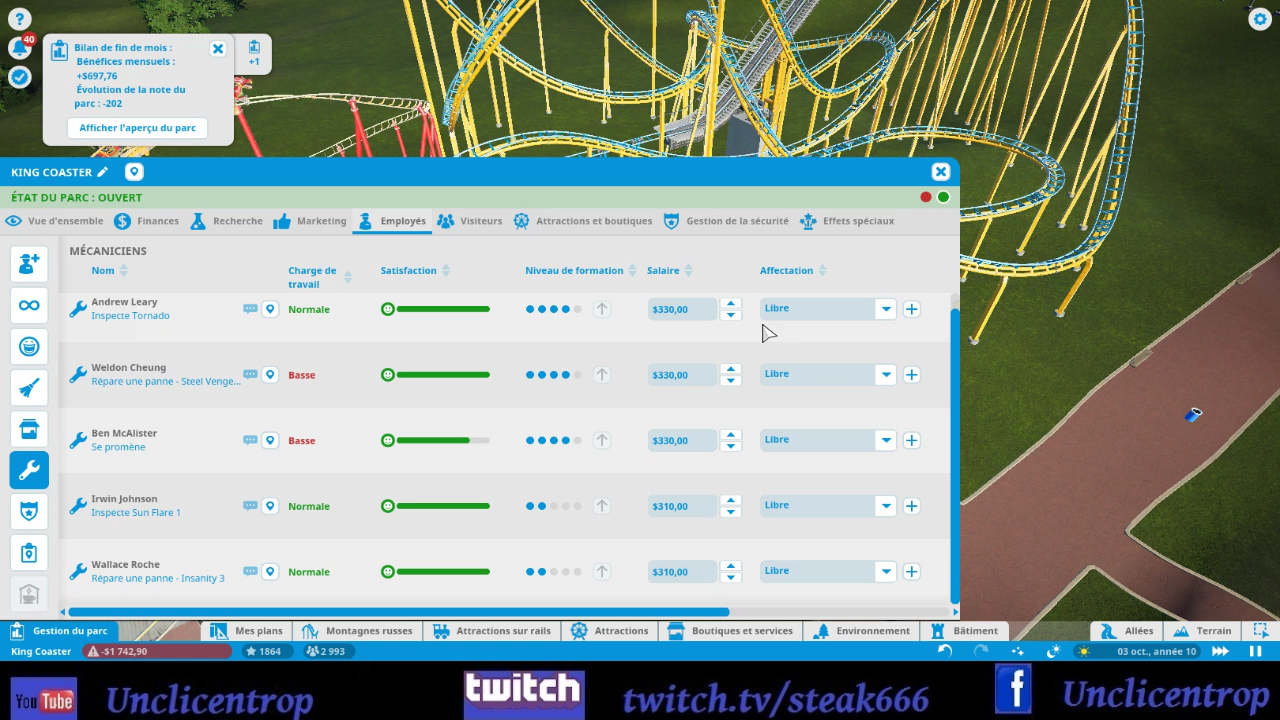 ?
40
Bilan de fin de mois :
Bénéfices mensuels :
+$697,76
Évolution de la note du
parc : -202
Afficher l'aperçu du parc
+1
KING COASTER
ÉTAT DU PARC : OUVERT
Vue d'ensemble Finances Recherche Marketing Employés Visiteurs Attractions et boutiques Gestion de la sécurité Effets spéciaux
MÉCANICIENS
Nom Charge de travail Satisfaction Niveau de formation Salaire Affectation
Andrew Leary
Inspecte Tornado
Normale $330,00 Libre
Weldon Cheung
Répare une panne - Steel Venge...
Basse $330,00 Libre
Ben McAlister
Se promène
Basse $330,00 Libre
Irwin Johnson
Inspecte Sun Flare 1
Normale $310,00 Libre
Wallace Roche
Répare une panne - Insanity 3
Normale $310,00 Libre
Gestion du parc Mes plans Montagnes russes Attractions sur rails Attractions Boutiques et services Environnement Bâtiment Allées Terrain
King Coaster -$1 742,90 1864 2 993 03 oct., année 10
YouTube Unclicentrop twitch twitch.tv/steak666 f Unclicentrop